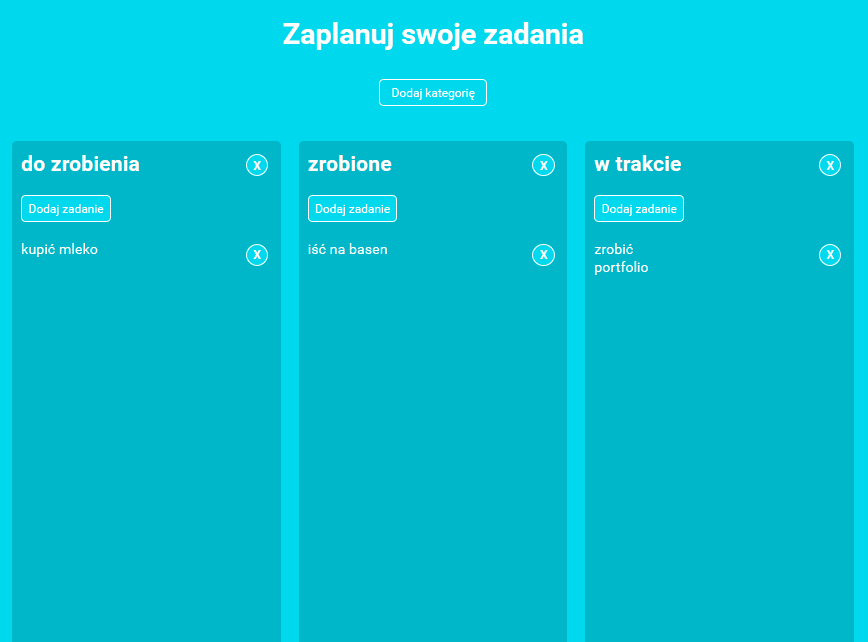 Zaplanuj swoje zadania
Dodaj kategorię
do zrobienia
X
Dodaj zadanie
kupić mleko
X
zrobione
X
Dodaj zadanie
iść na basen
X
w trakcie
X
Dodaj zadanie
zrobić
portfolio
X